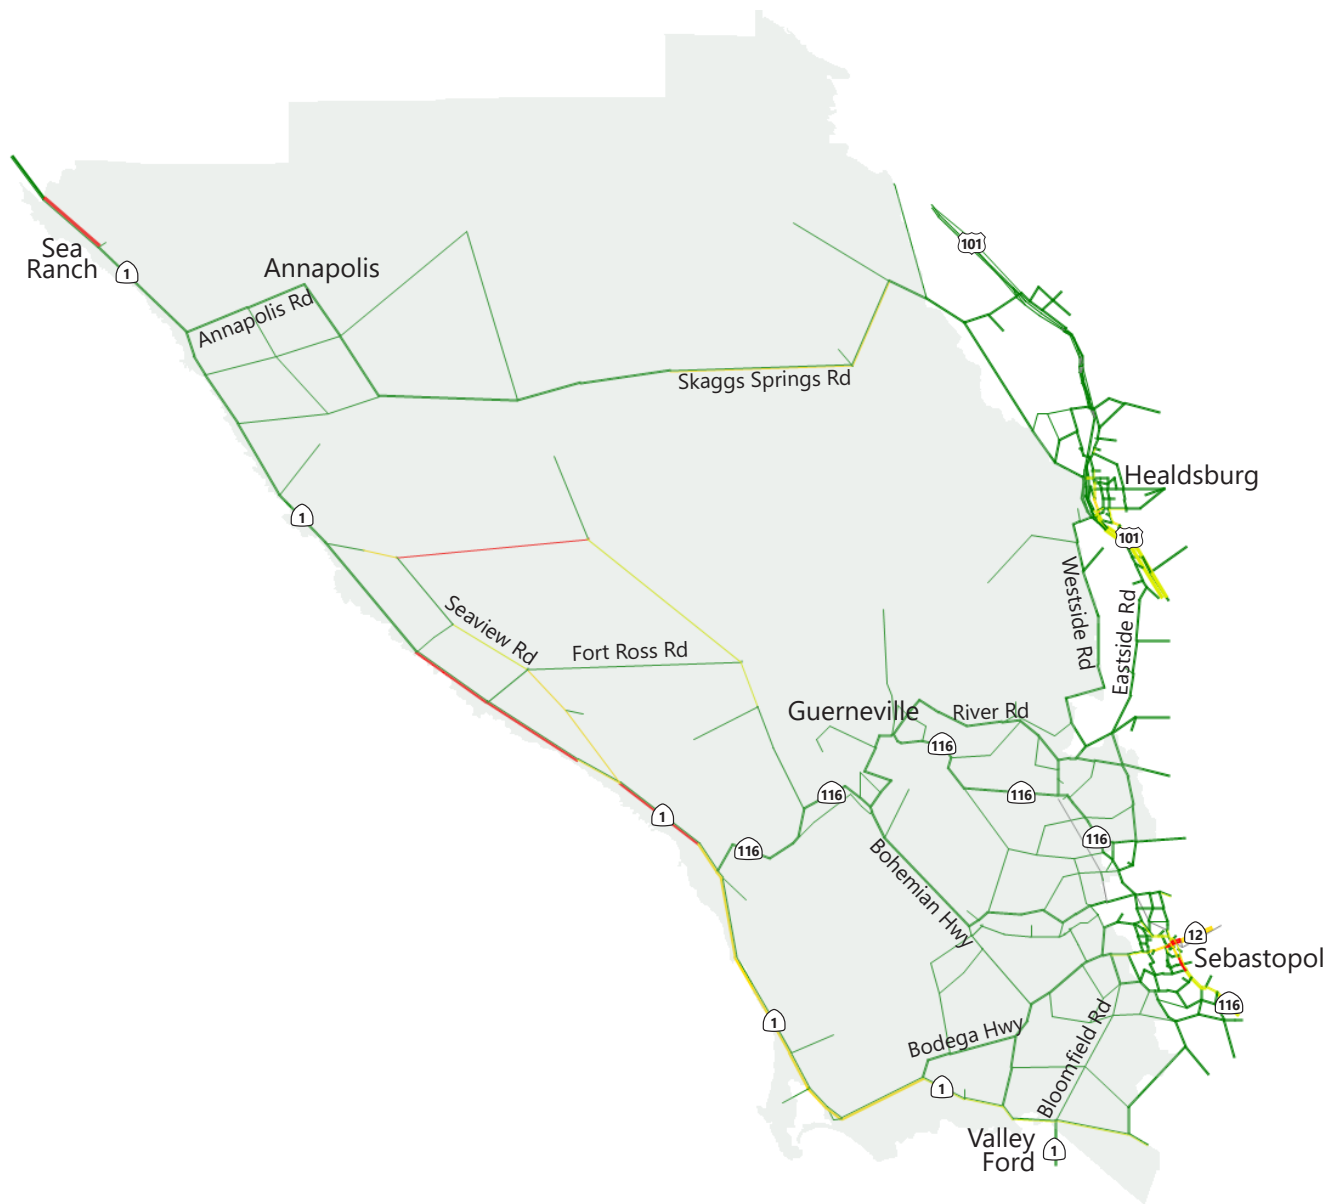 101
Sea
Ranch
1
Annapolis
Annapolis Rd
Skaggs Springs Rd
Healdsburg
1
101
Westside Rd
Eastside Rd
Seaview Rd
Fort Ross Rd
Guerneville
River Rd
116
116
116
1
116
116
Bohemian Hwy
12
Sebastopol
116
1
Bodega Hwy
Bloomfield Rd
1
Valley
Ford
1